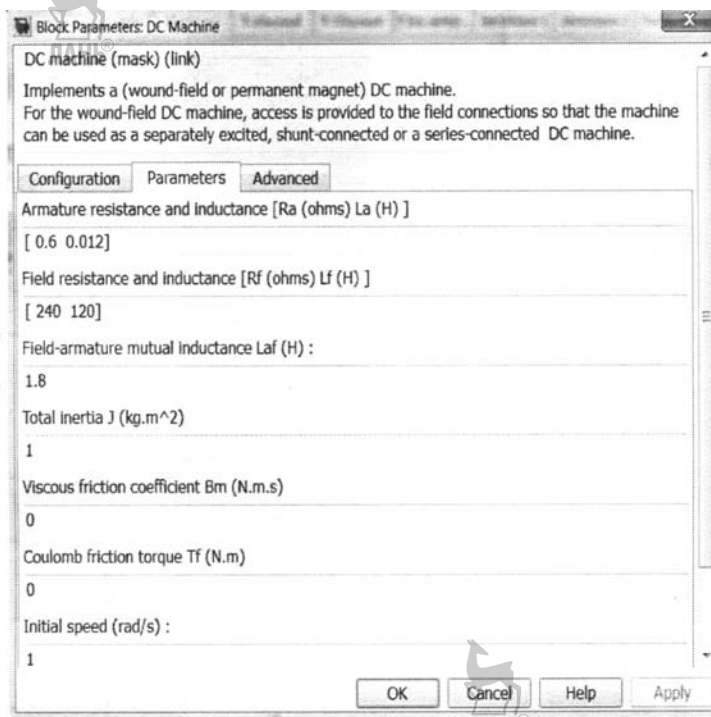 Block Parameters: DC Machine
ЛАНЬ®
DC machine (mask) (link)
Implements a (wound-field or permanent magnet) DC machine.
For the wound-field DC machine, access is provided to the field connections so that the machine
can be used as a separately excited, shunt-connected or a series-connected DC machine.
Configuration Parameters Advanced
Armature resistance and inductance [Ra (ohms) La (H) ]
[ 0.6 0.012]
Field resistance and inductance [Rf (ohms) Lf (H) ]
[ 240 120]
Field-armature mutual inductance Laf (H) :
1.8
Total inertia J (kg.m^2)
1
Viscous friction coefficient Bm (N.m.s)
0
Coulomb friction torque Tf (N.m)
0
Initial speed (rad/s) :
1
OK Cancel Help Apply